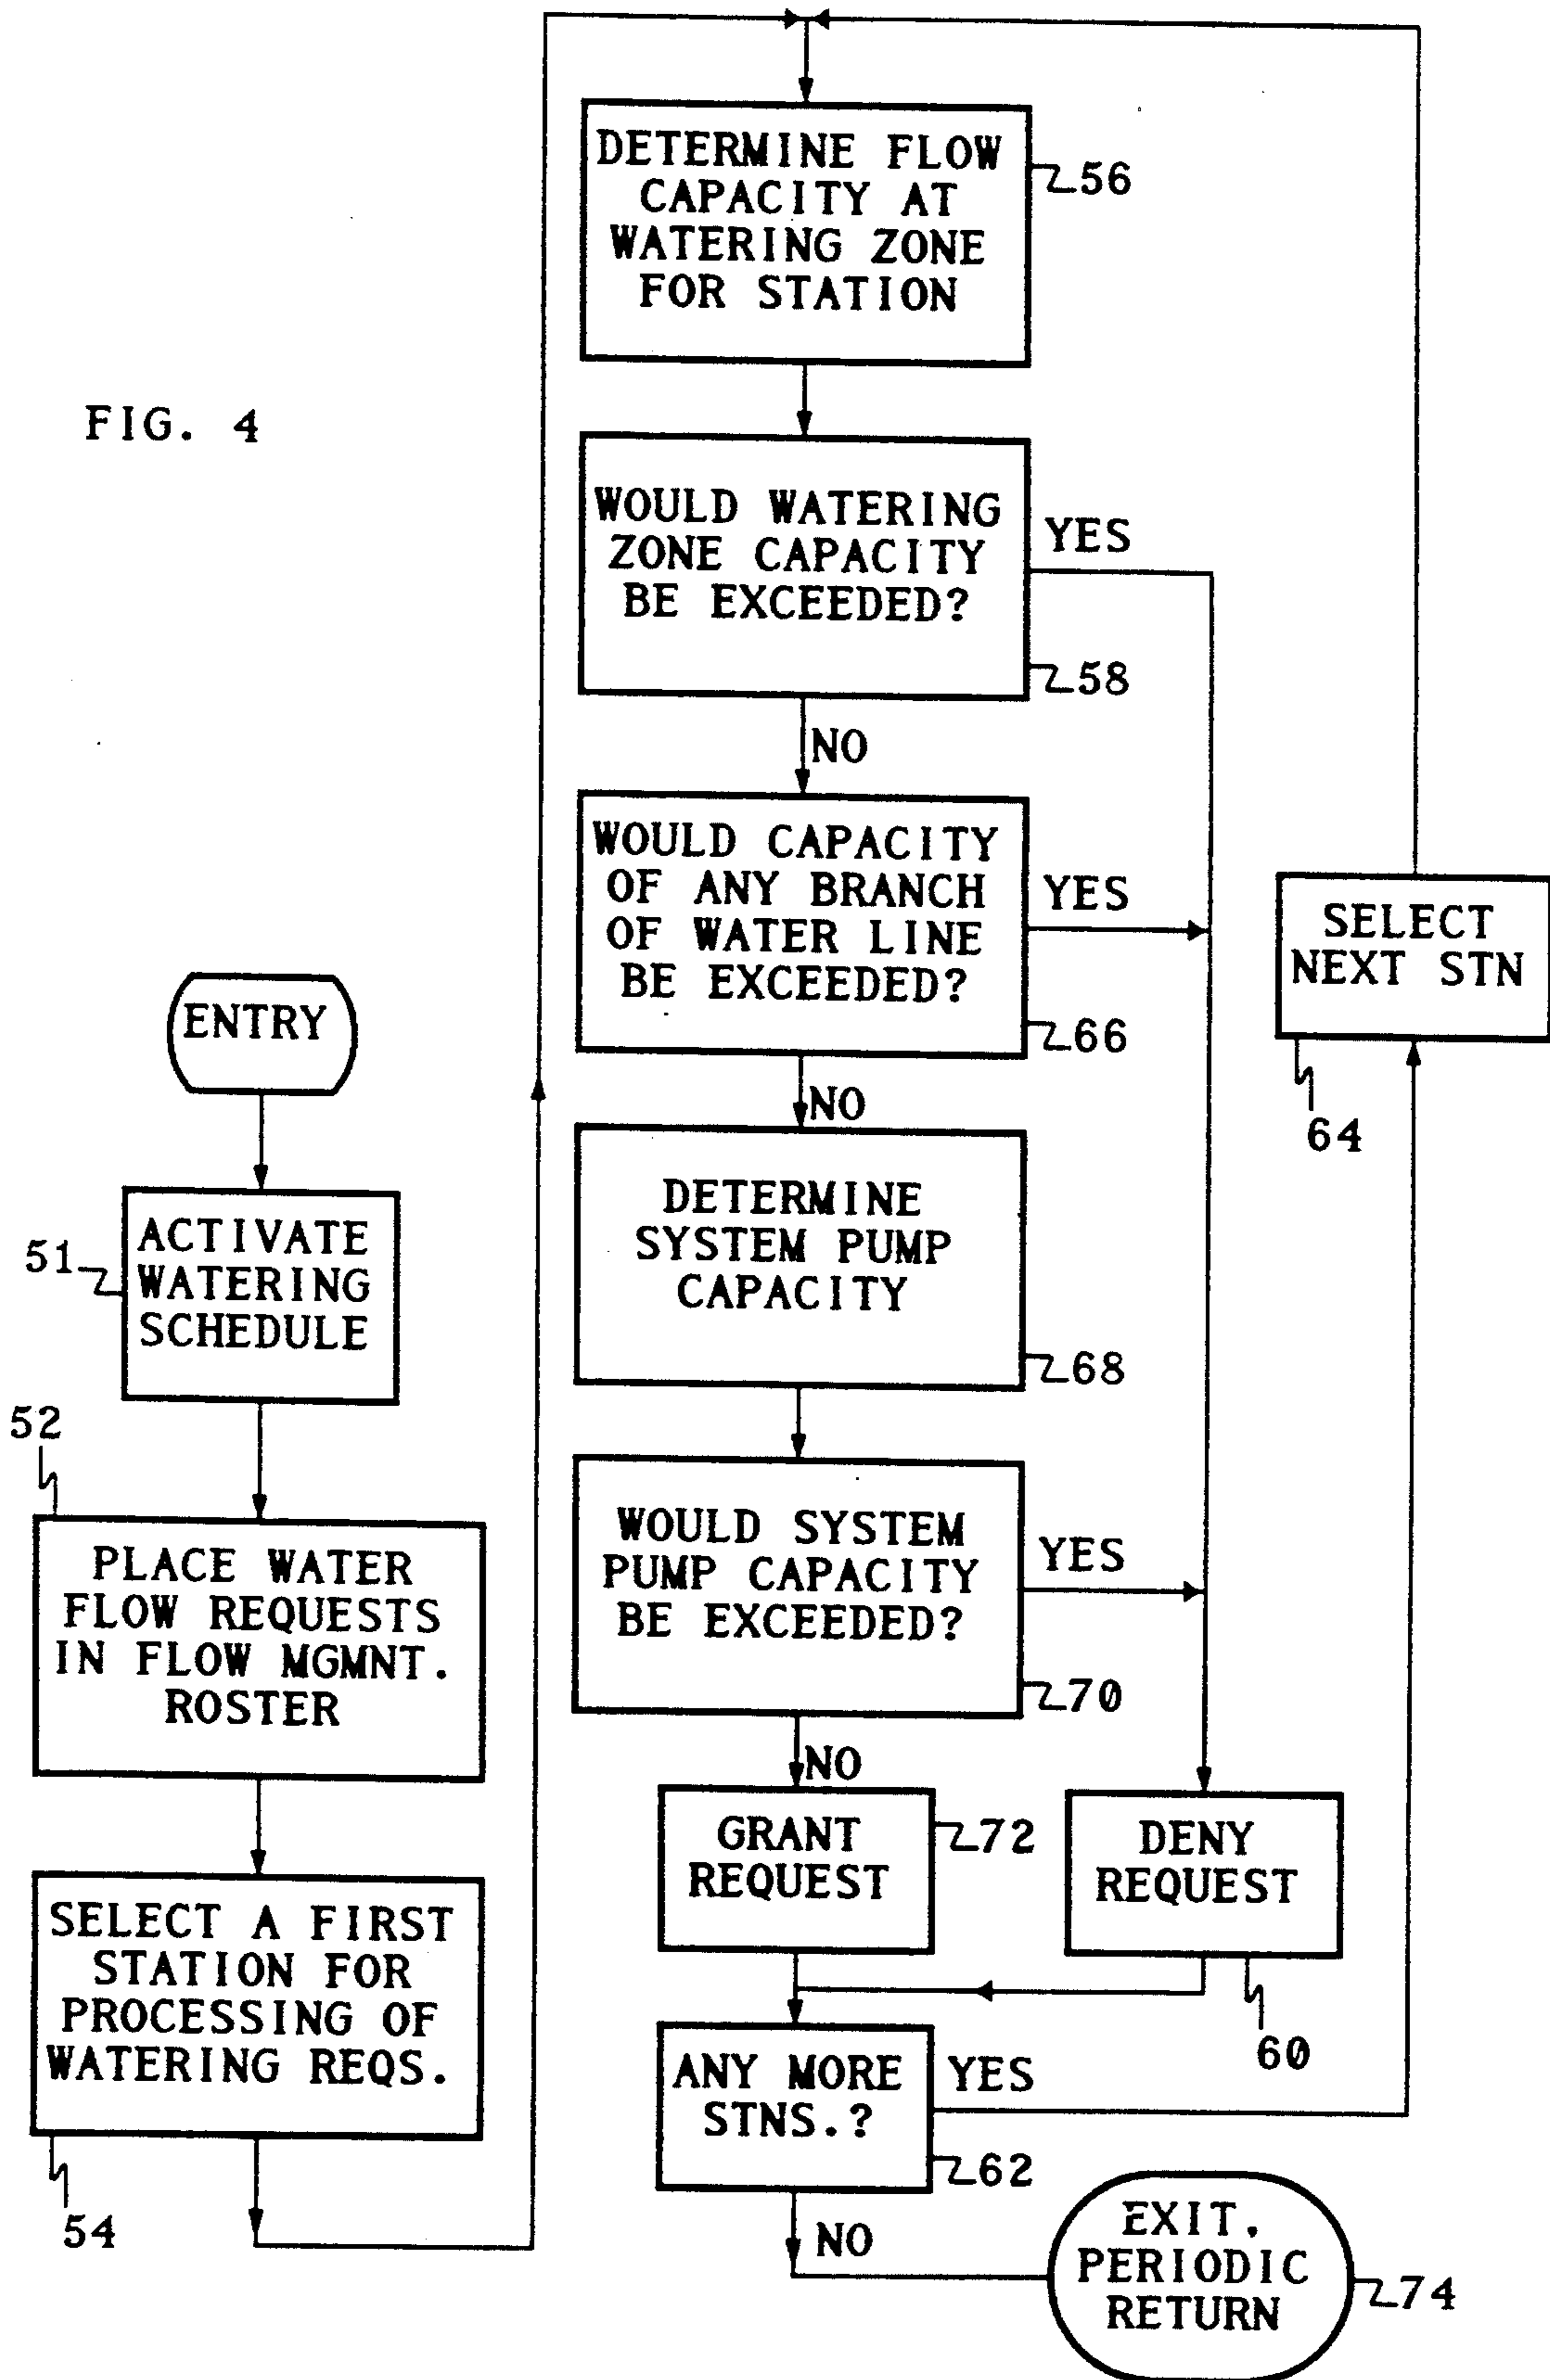 FIG. 4
ENTRY
ACTIVATE
WATERING
SCHEDULE
51
52
PLACE WATER
FLOW REQUESTS
IN FLOW MGMNT.
ROSTER
SELECT A FIRST
STATION FOR
PROCESSING OF
WATERING REQS.
54
DETERMINE FLOW
CAPACITY AT
WATERING ZONE
FOR STATION
56
WOULD WATERING
ZONE CAPACITY
BE EXCEEDED?
YES
58
NO
WOULD CAPACITY
OF ANY BRANCH
OF WATER LINE
BE EXCEEDED?
YES
66
NO
DETERMINE
SYSTEM PUMP
CAPACITY
68
WOULD SYSTEM
PUMP CAPACITY
BE EXCEEDED?
YES
70
NO
GRANT
REQUEST
72
DENY
REQUEST
60
ANY MORE
STNS.?
YES
62
NO
SELECT
NEXT STN
64
EXIT.
PERIODIC
RETURN
74